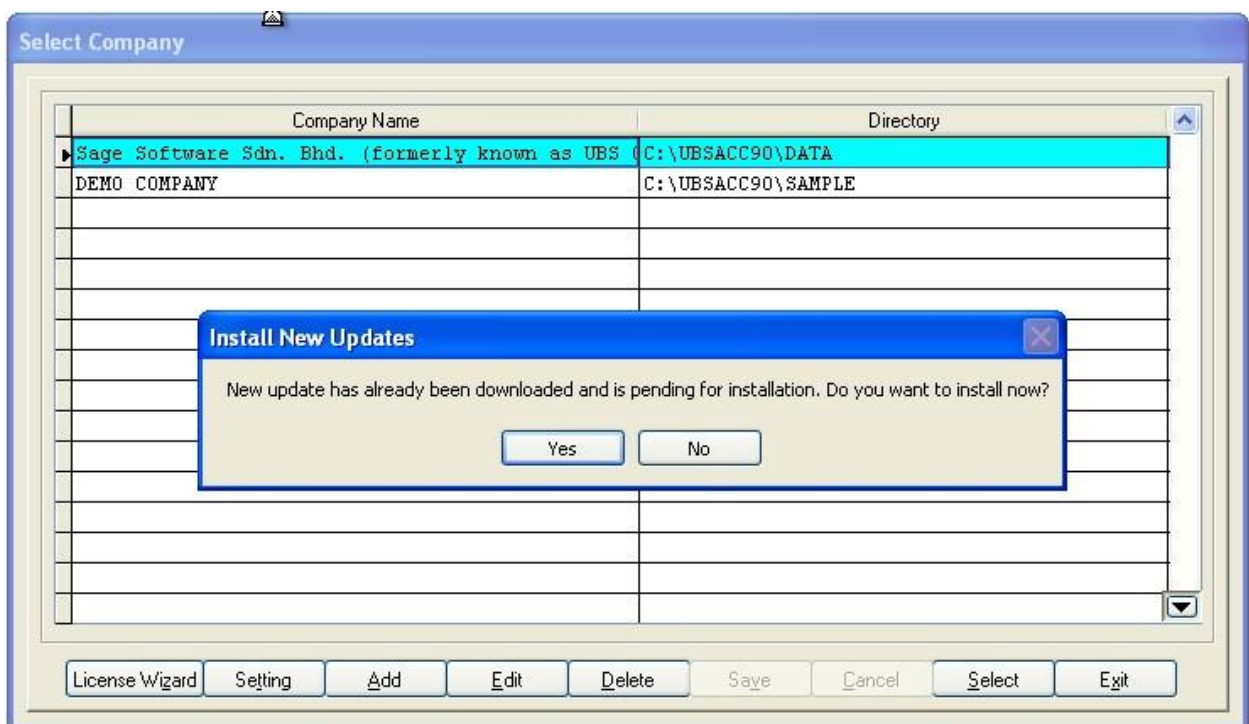 Select Company
Company Name Directory
Sage Software Sdn. Bhd. (formerly known as UBS ( C:\UBSACC90\DATA
DEMO COMPANY C:\UBSACC90\SAMPLE
Install New Updates
New update has already been downloaded and is pending for installation. Do you want to install now?
Yes No
License Wizard Setting Add Edit Delete Save Cancel Select Exit